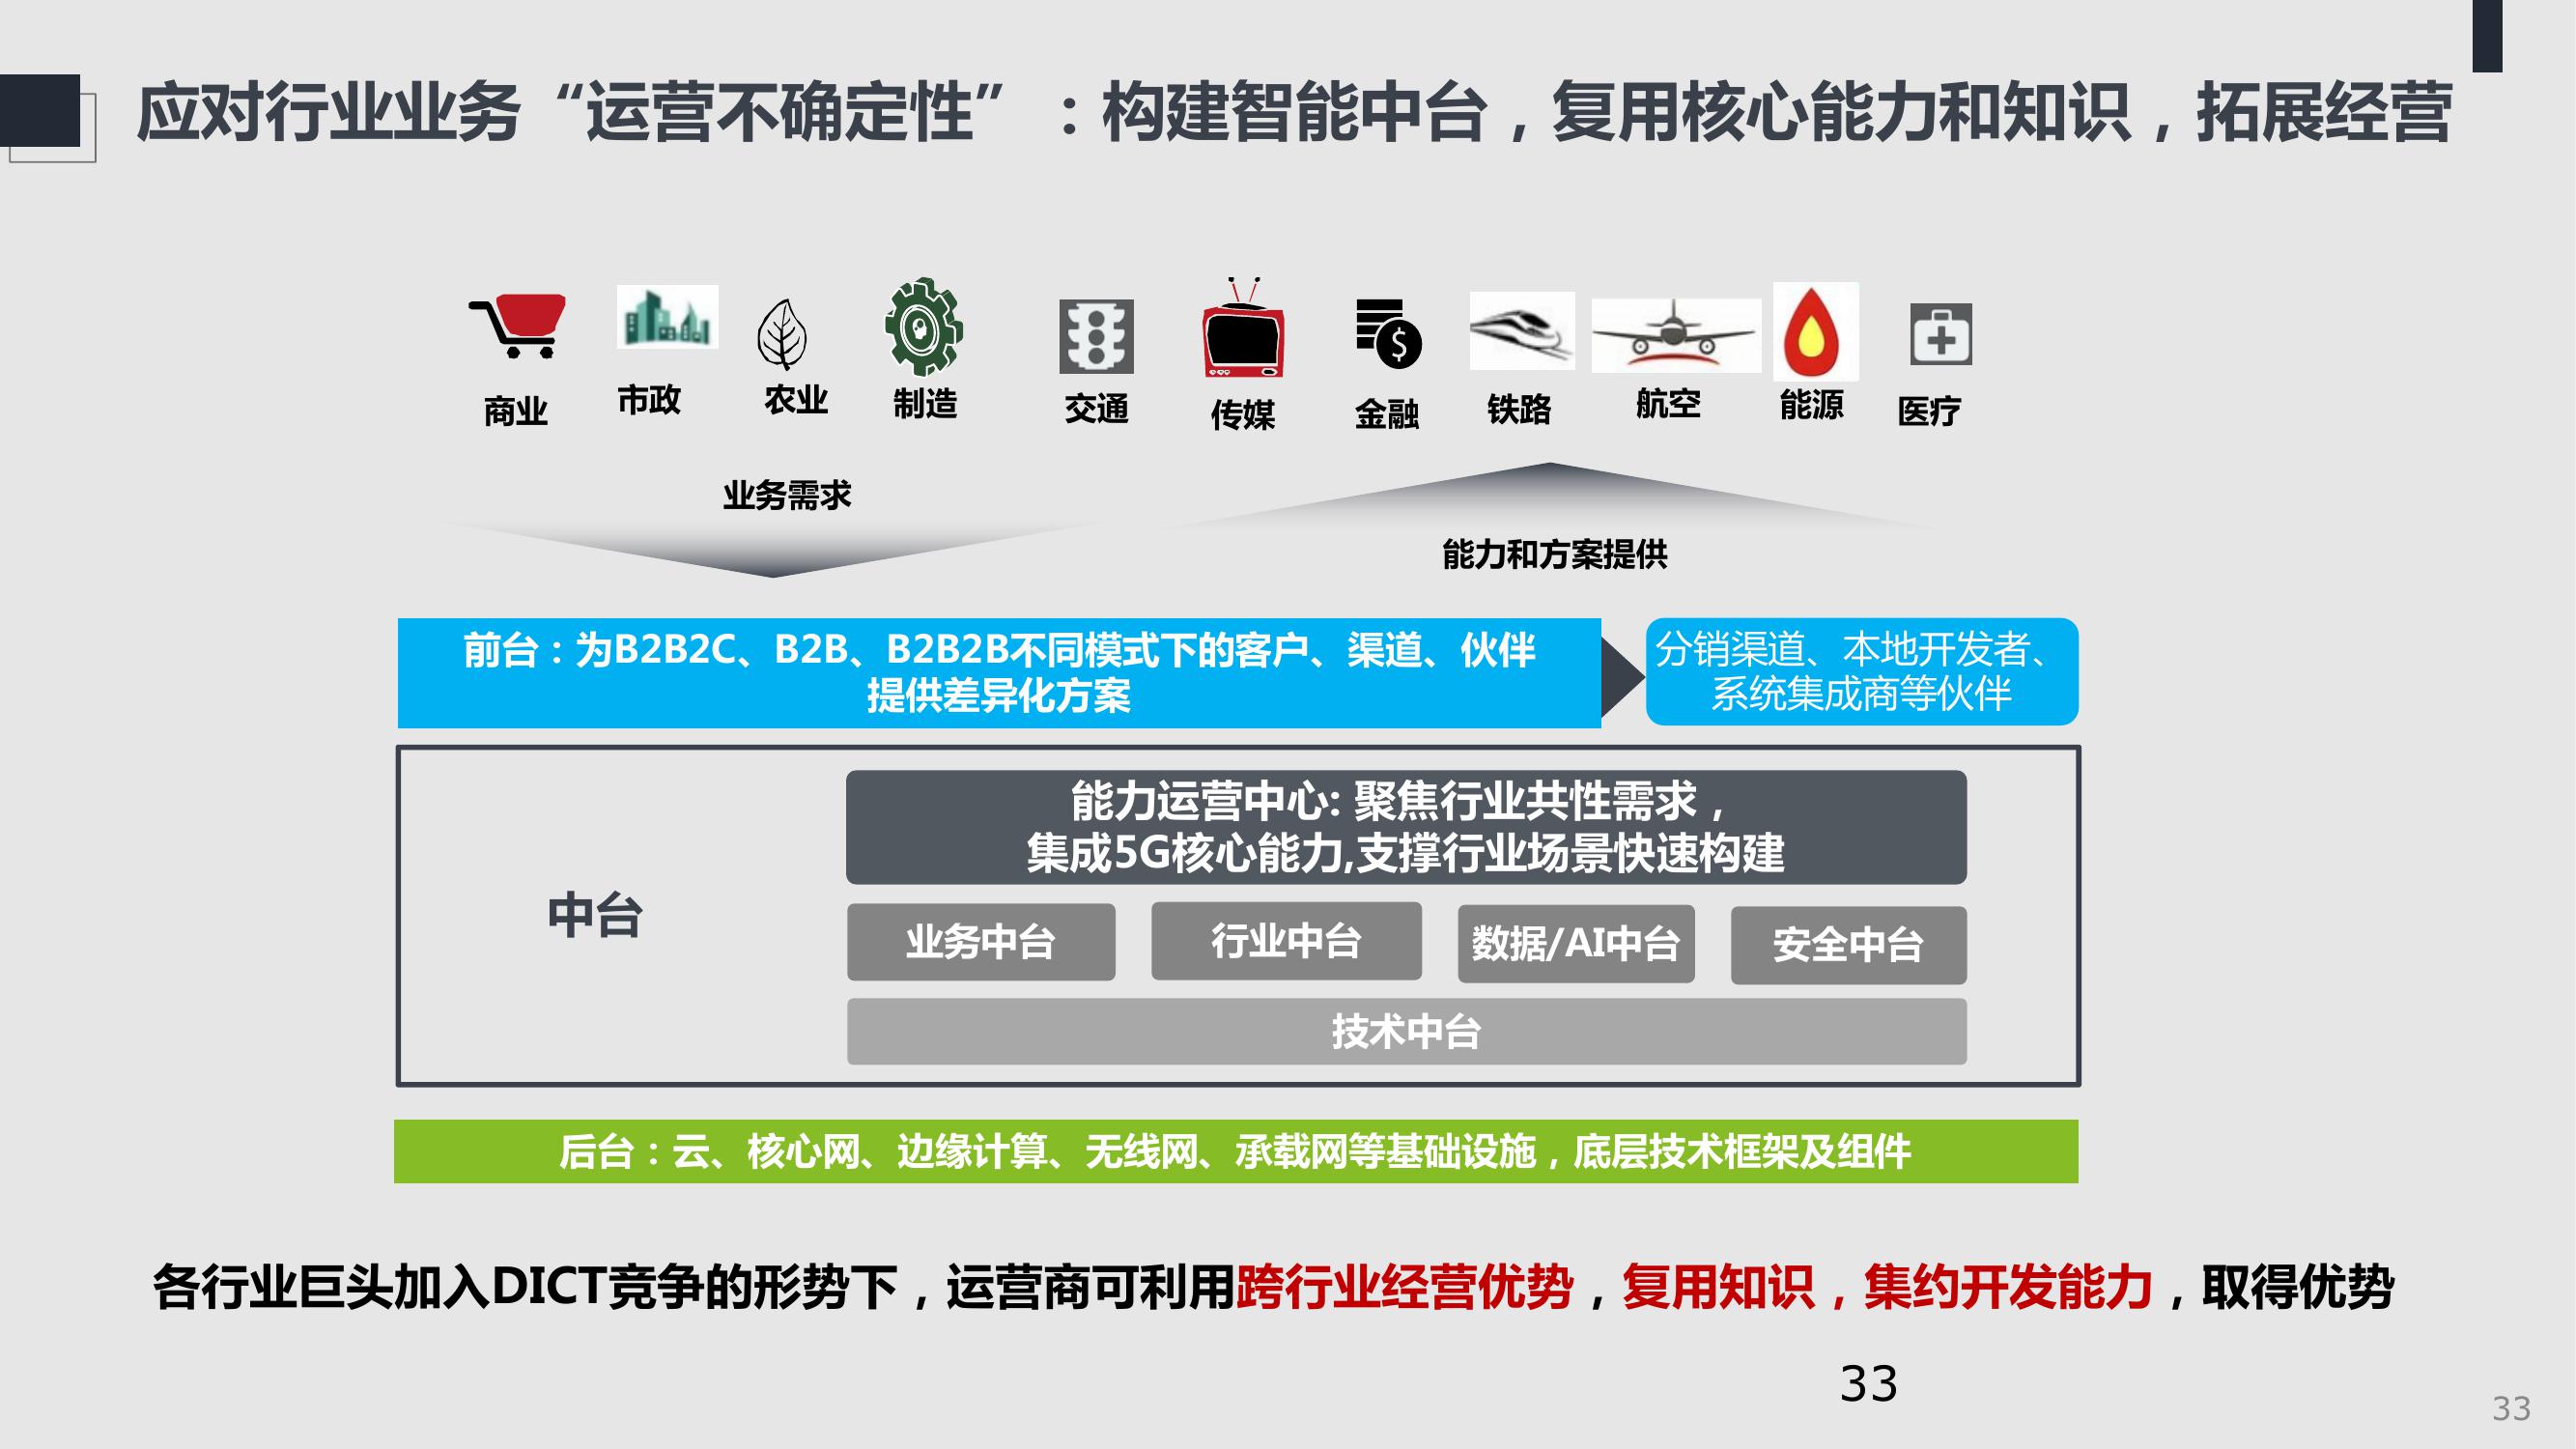 应对行业业务“运营不确定性”：构建智能中台，复用核心能力和知识，拓展经营
商业
市政
农业
制造
交通
传媒
金融
铁路
航空
能源
医疗
业务需求
能力和方案提供
前台：为B2B2C、B2B、B2B2B不同模式下的客户、渠道、伙伴
提供差异化方案
分销渠道、本地开发者、
系统集成商等伙伴
中台
能力运营中心: 聚焦行业共性需求，
集成5G核心能力,支撑行业场景快速构建
业务中台
行业中台
数据/AI中台
安全中台
技术中台
后台：云、核心网、边缘计算、无线网、承载网等基础设施，底层技术框架及组件
各行业巨头加入DICT竞争的形势下，运营商可利用跨行业经营优势，复用知识，集约开发能力，取得优势
33
33